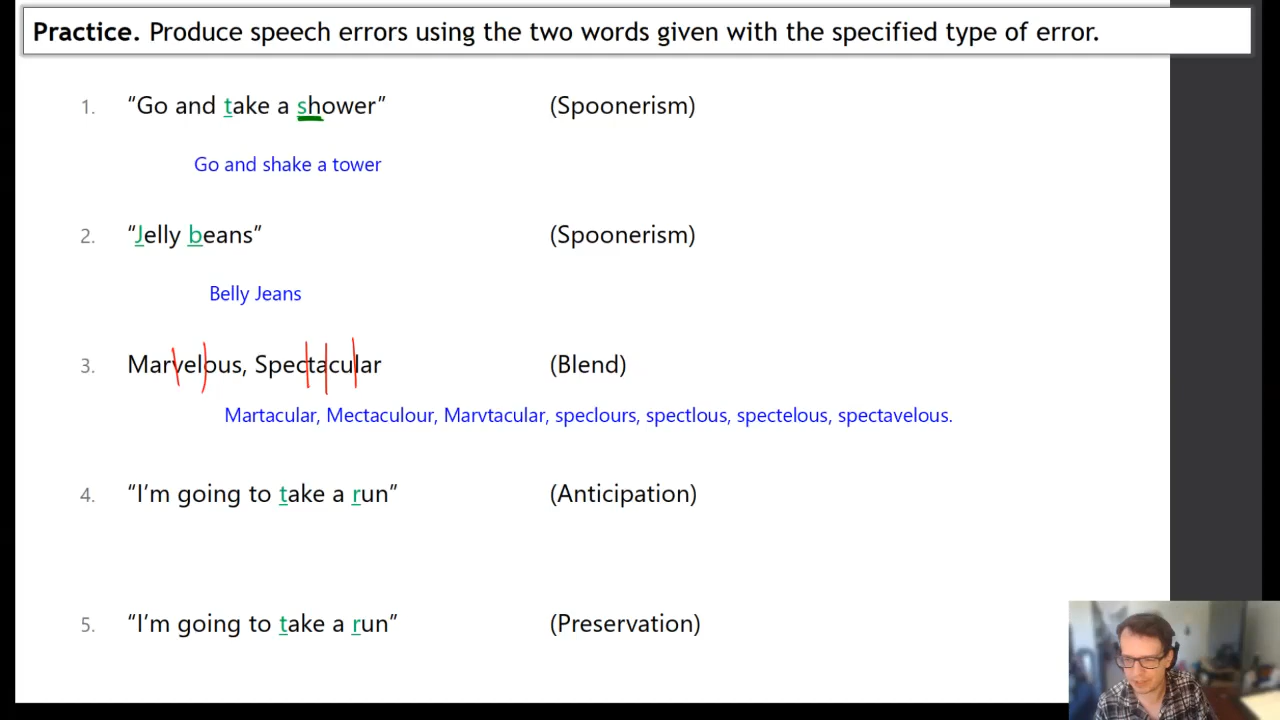 Practice. Produce speech errors using the two words given with the specified type of error.
1. “Go and take a shower” (Spoonerism)
Go and shake a tower
2. “Jelly beans” (Spoonerism)
Belly Jeans
3. Marvelous, Spectacular (Blend)
Martacular, Mectaculour, Marvtacular, speclours, spectlous, spectelous, spectavelous.
4. “I’m going to take a run” (Anticipation)
5. “I’m going to take a run” (Preservation)